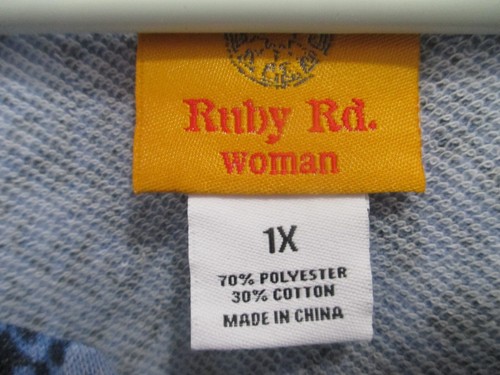 Ruby Rd.
woman
1X
70% POLYESTER
30% COTTON
MADE IN CHINA